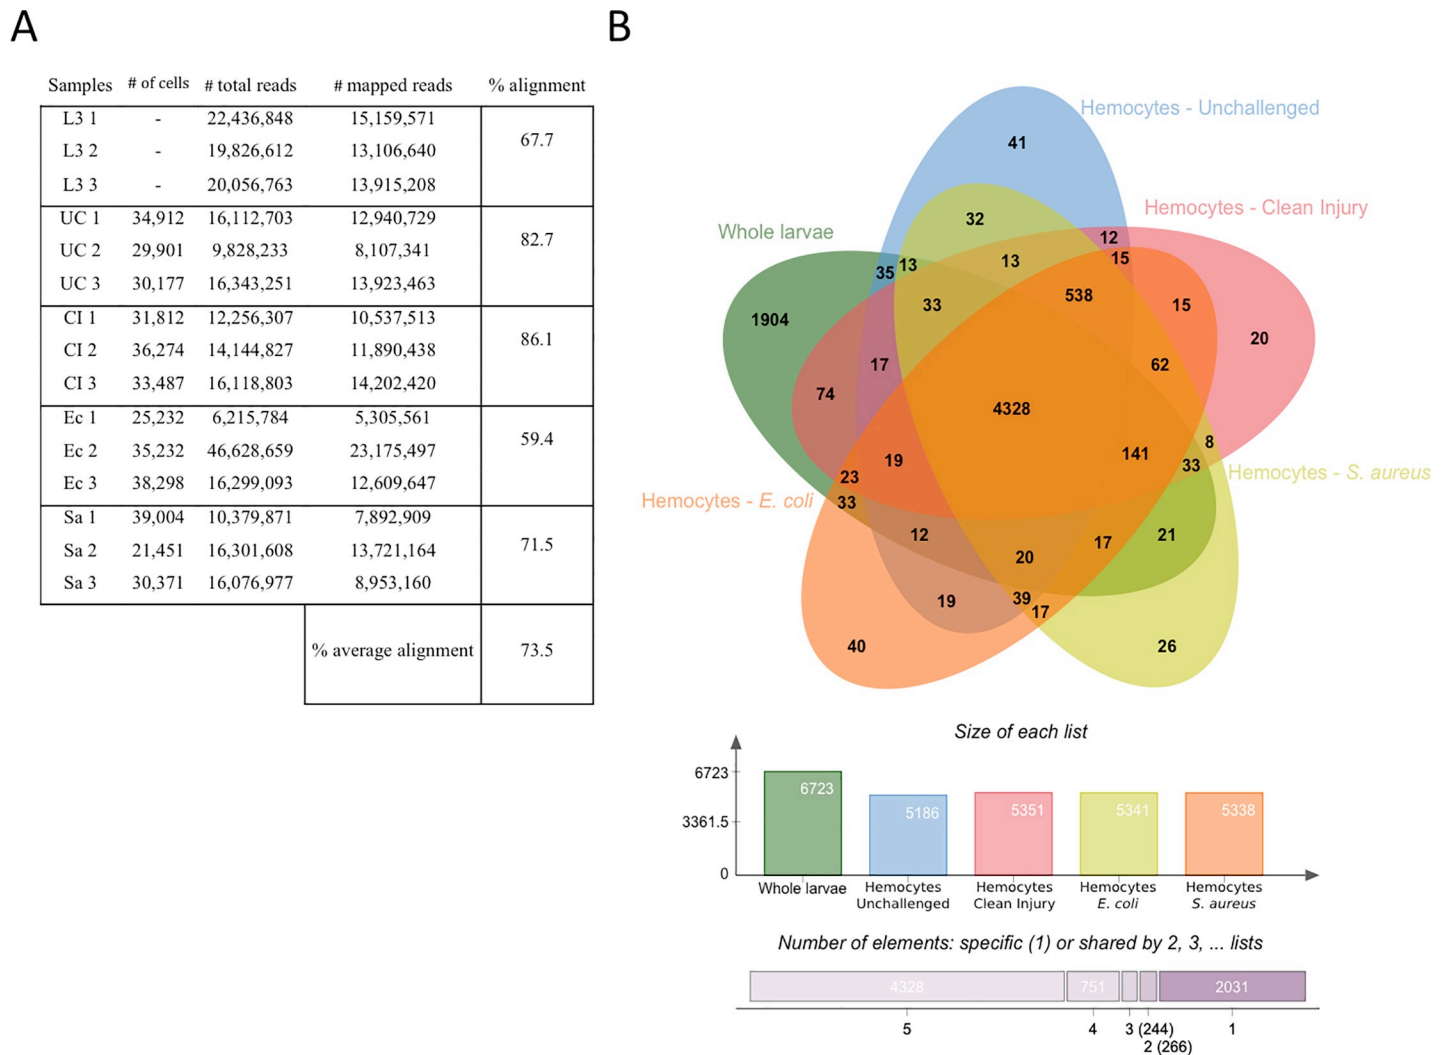 A
Samples # of cells # total reads # mapped reads % alignment
L3 1 - 22,436,848 15,159,571
L3 2 - 19,826,612 13,106,640
67.7
L3 3 - 20,056,763 13,915,208
UC 1 34,912 16,112,703 12,940,729
UC 2 29,901 9,828,233 8,107,341
82.7
UC 3 30,177 16,343,251 13,923,463
CI 1 31,812 12,256,307 10,537,513
CI 2 36,274 14,144,827 11,890,438
86.1
CI 3 33,487 16,118,803 14,202,420
Ec 1 25,232 6,215,784 5,305,561
Ec 2 35,232 46,628,659 23,175,497
59.4
Ec 3 38,298 16,299,093 12,609,647
Sa 1 39,004 10,379,871 7,892,909
Sa 2 21,451 16,301,608 13,721,164
71.5
Sa 3 30,371 16,076,977 8,953,160
% average alignment 73.5
B
Hemocytes - Unchallenged
41
Hemocytes - Clean Injury
32
Whole larvae
12
15
13
13
35
538
33
15
1904
20
17
62
74
4328
8
141
19
33
23
Hemocytes - S. aureus
Hemocytes - E. coli
33
12
21
17
20
39
19
17
40
26
Size of each list
6723
6723
5186
5351
5341
5338
3361.5
0
Whole larvae
Hemocytes
Unchallenged
Hemocytes
Clean Injury
Hemocytes
E. coli
Hemocytes
S. aureus
Number of elements: specific (1) or shared by 2, 3, ... lists
4328 751 2031
5 4 3 (244) 1
2 (266)